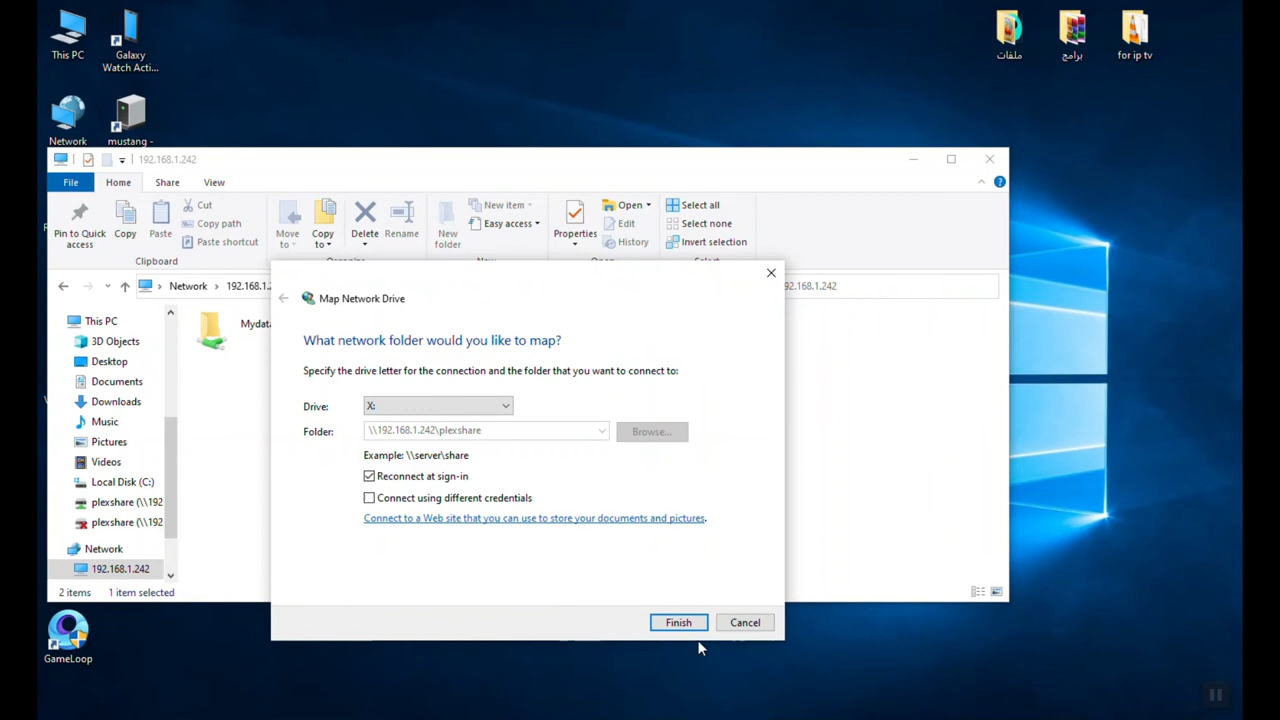 This PC
Galaxy
Watch Acti...
ملفات
برامج
for ip tv
Network
mustang -
192.168.1.242
File
Home
Share
View
Pin to Quick
access
Copy
Paste
Cut
Copy path
Paste shortcut
Clipboard
Move
to
Copy
to
Delete
Rename
New
folder
New item
Easy access
Properties
Open
Edit
History
Select all
Select none
Invert selection
Network
192.168.1.2
92.168.1.242
This PC
3D Objects
Desktop
Documents
Downloads
Music
Pictures
Videos
Local Disk (C:)
plexshare (\\192
plexshare (\\192
Network
192.168.1.242
Mydata
2 items
1 item selected
Map Network Drive
What network folder would you like to map?
Specify the drive letter for the connection and the folder that you want to connect to:
Drive:
X:
Folder:
\\192.168.1.242\plexshare
Browse...
Example: \\server\share
Reconnect at sign-in
Connect using different credentials
Connect to a Web site that you can use to store your documents and pictures.
Finish
Cancel
GameLoop